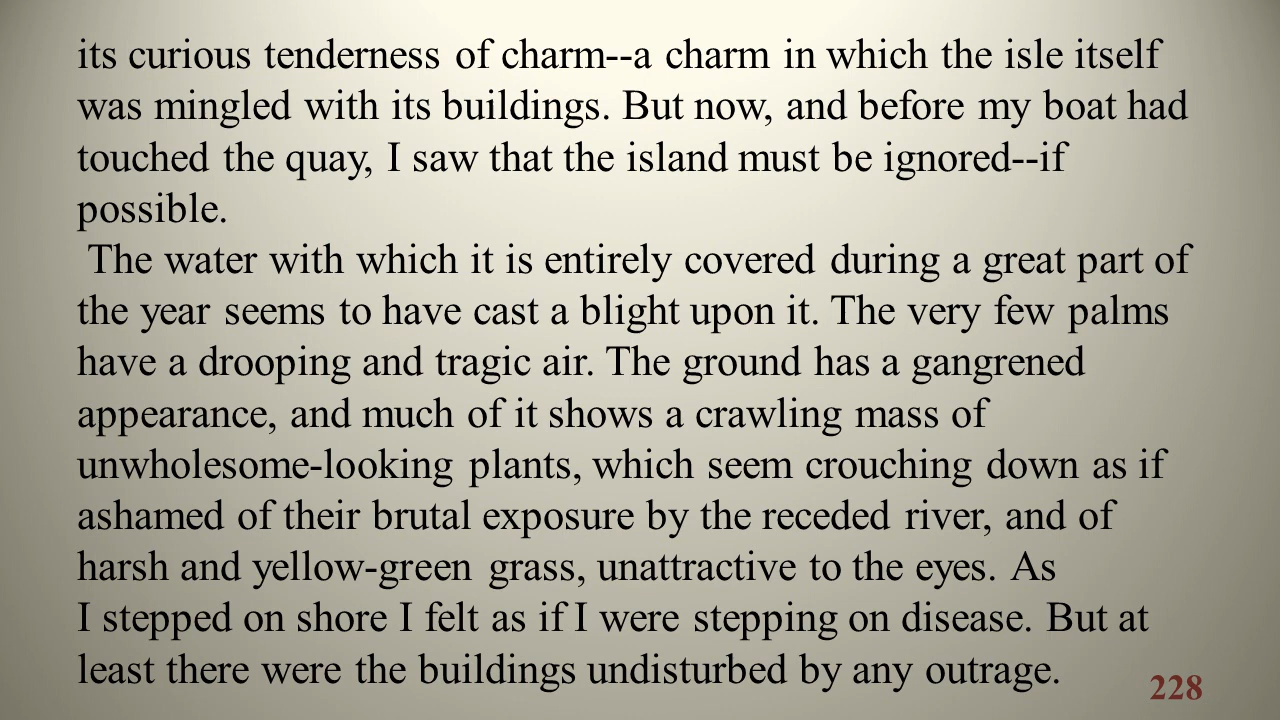 its curious tenderness of charm--a charm in which the isle itself
was mingled with its buildings. But now, and before my boat had
touched the quay, I saw that the island must be ignored--if
possible.
The water with which it is entirely covered during a great part of
the year seems to have cast a blight upon it. The very few palms
have a drooping and tragic air. The ground has a gangrened
appearance, and much of it shows a crawling mass of
unwholesome-looking plants, which seem crouching down as if
ashamed of their brutal exposure by the receded river, and of
harsh and yellow-green grass, unattractive to the eyes. As
I stepped on shore I felt as if I were stepping on disease. But at
least there were the buildings undisturbed by any outrage.
228